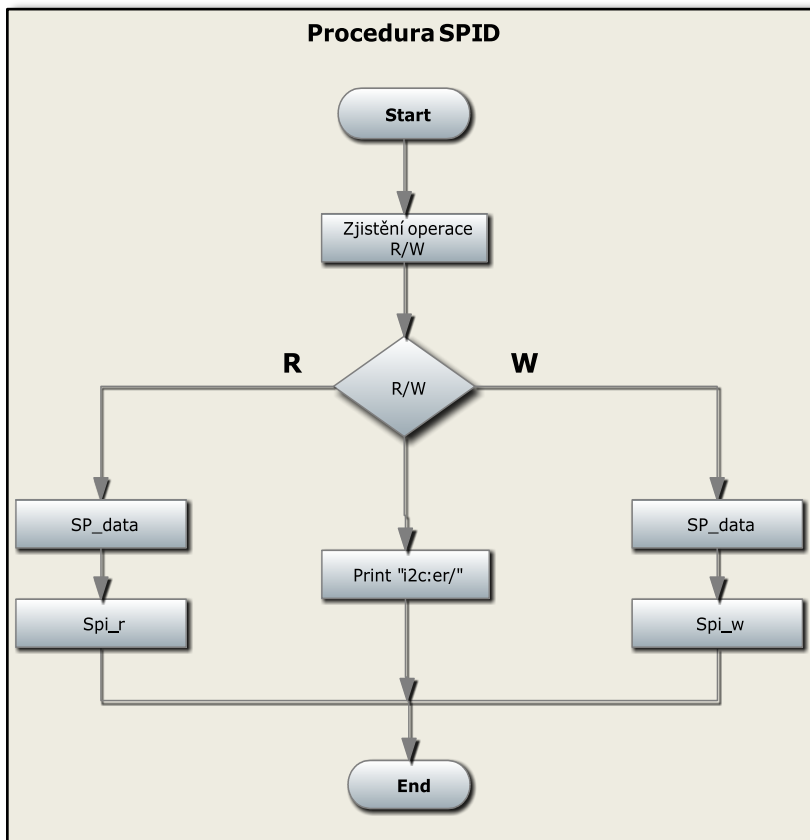 Procedura SPID
Start
Zjistění operace
R/W
R
R/W
W
SP_data
SP_data
Print "i2c:er/"
Spi_r
Spi_w
End